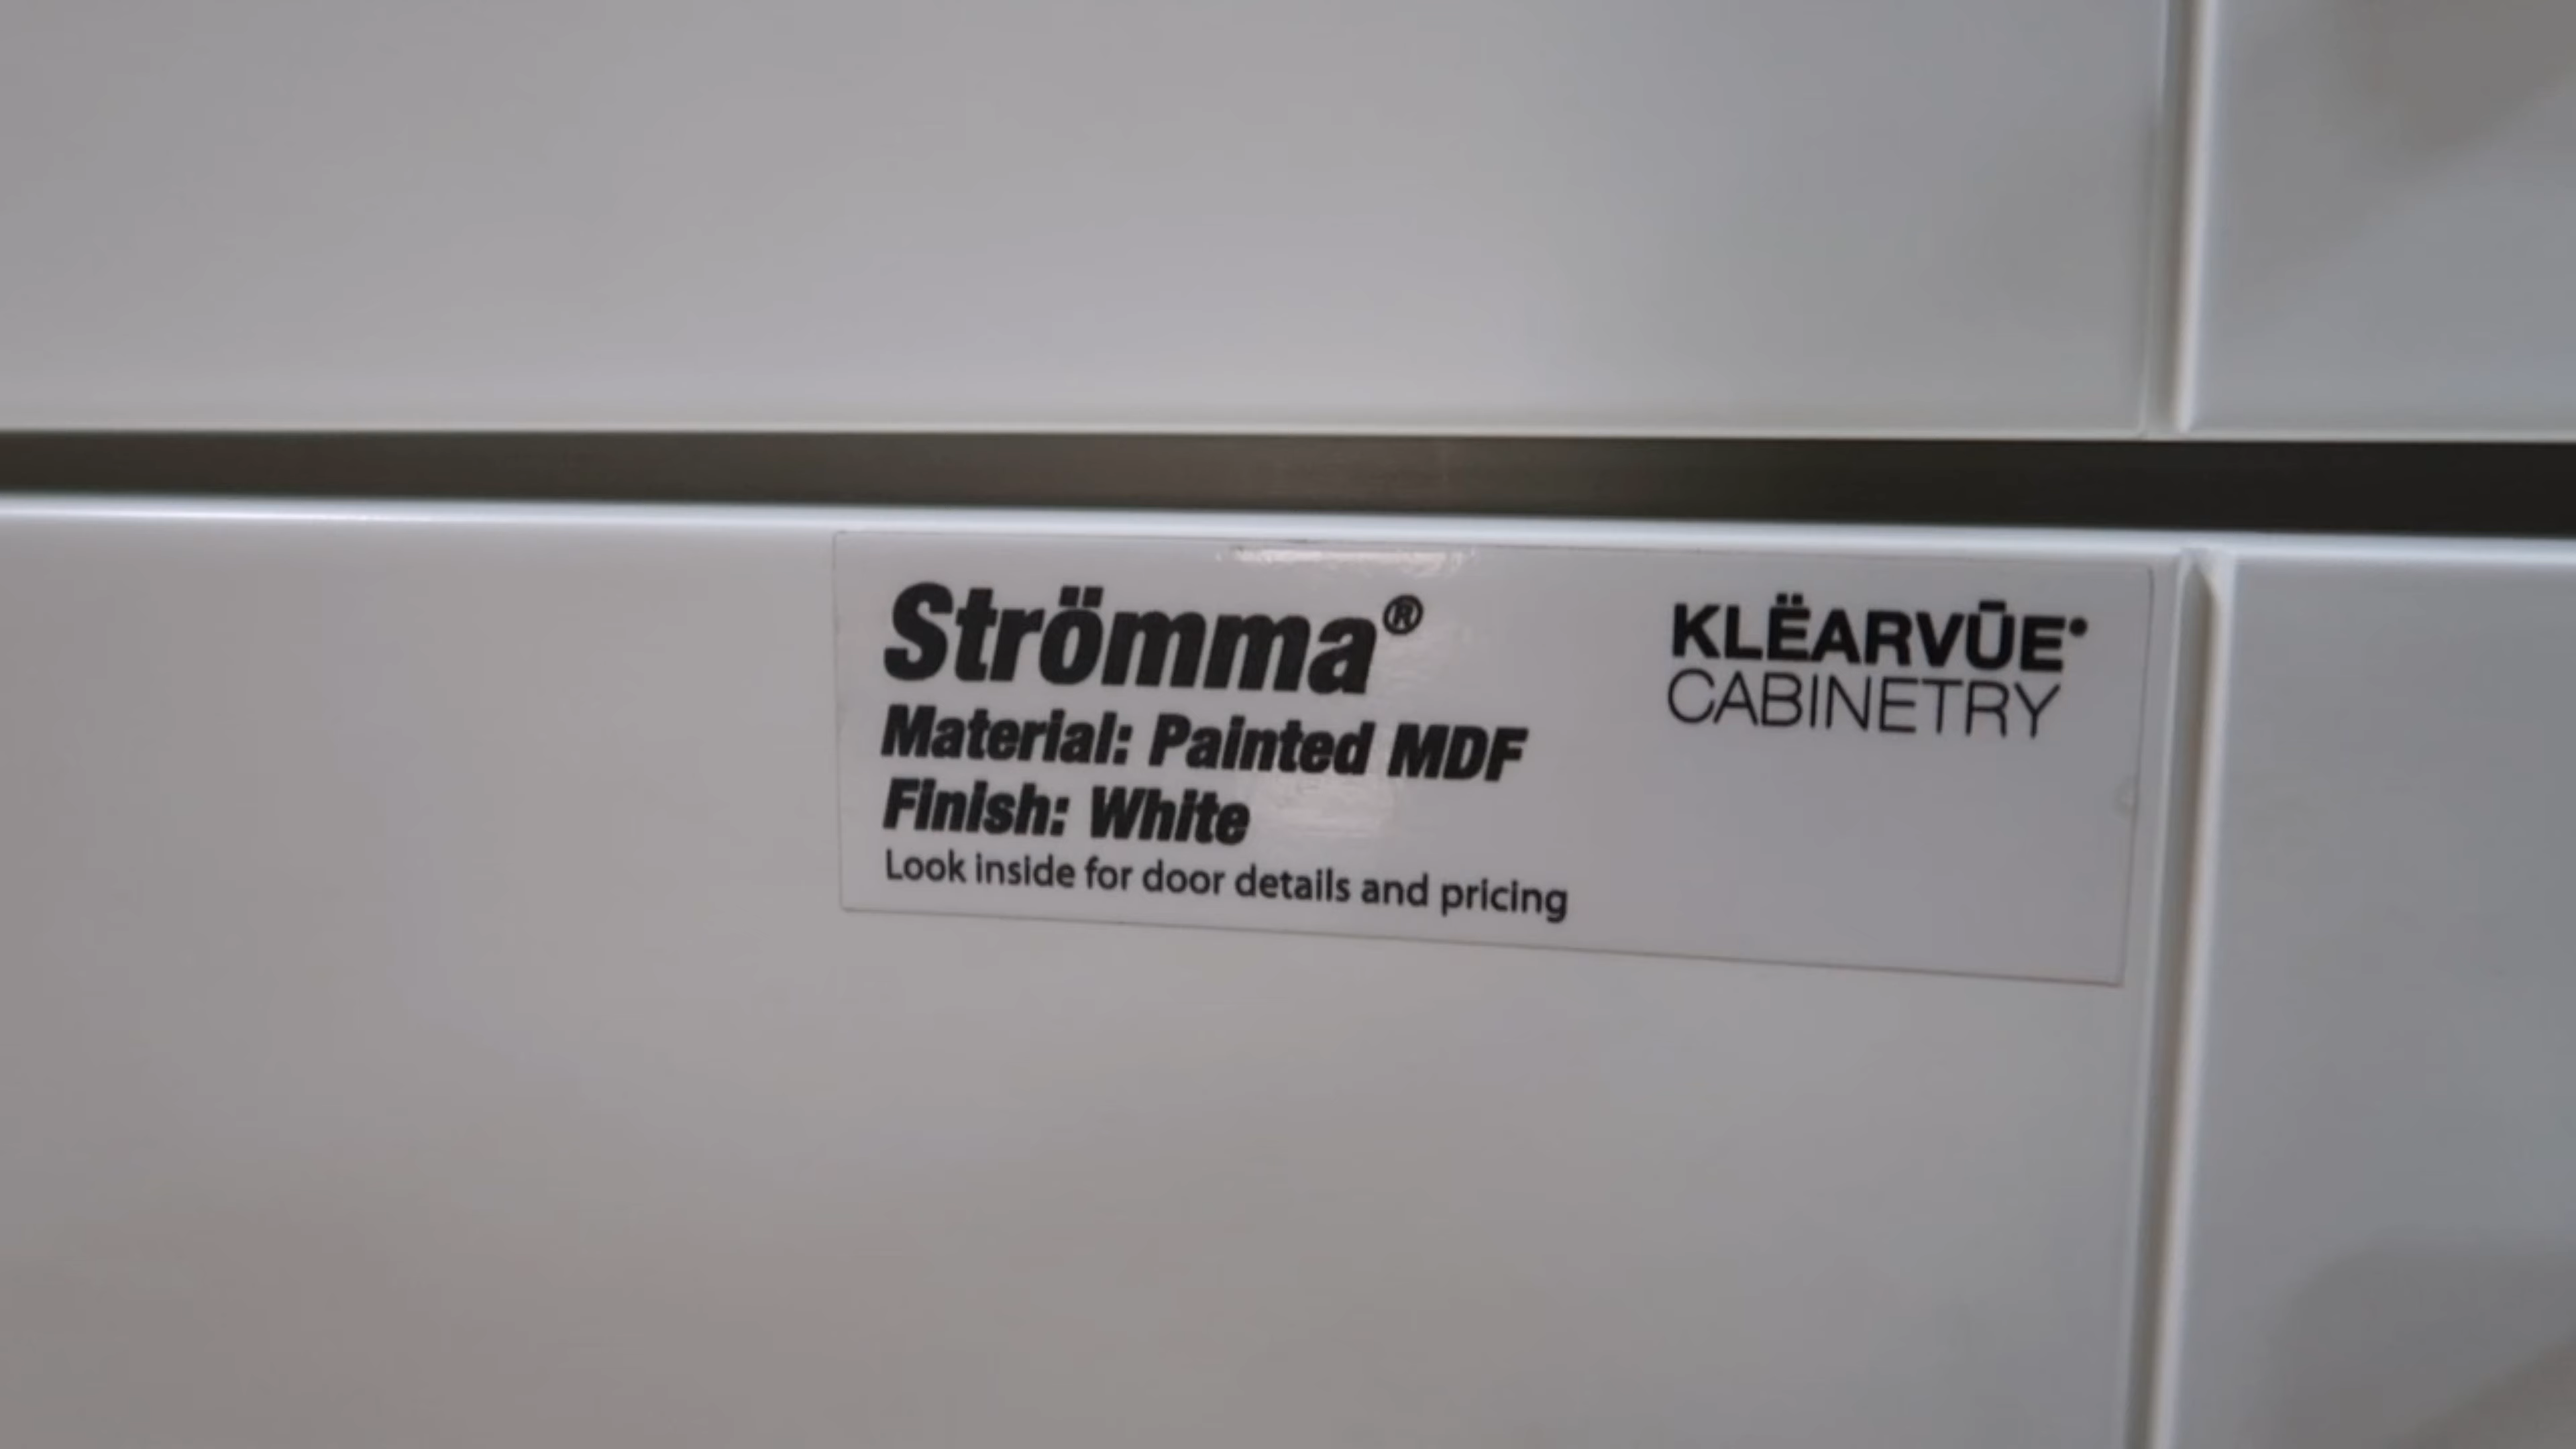 Strömma®
Material: Painted MDF
Finish: White
Look inside for door details and pricing
KLËARVŪE•
CABINETRY